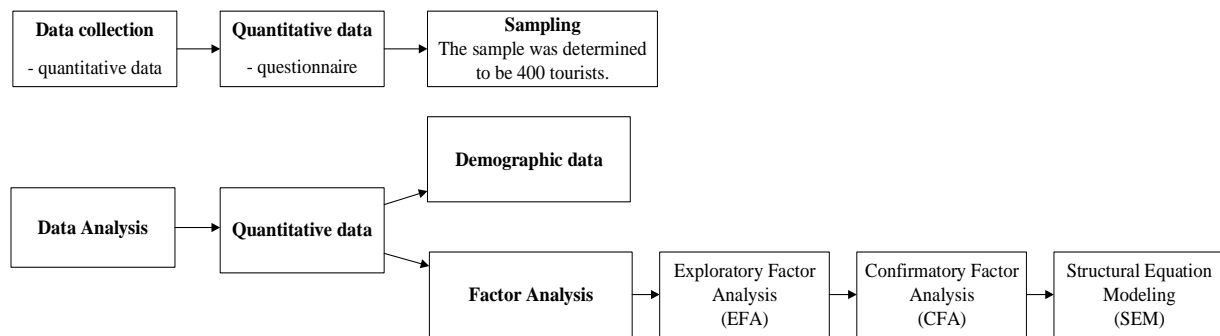 Data collection
- quantitative data
Quantitative data
- questionnaire
Sampling
The sample was determined
to be 400 tourists.
Demographic data
Data Analysis
Quantitative data
Factor Analysis
Exploratory Factor
Analysis
(EFA)
Confirmatory Factor
Analysis
(CFA)
Structural Equation
Modeling
(SEM)